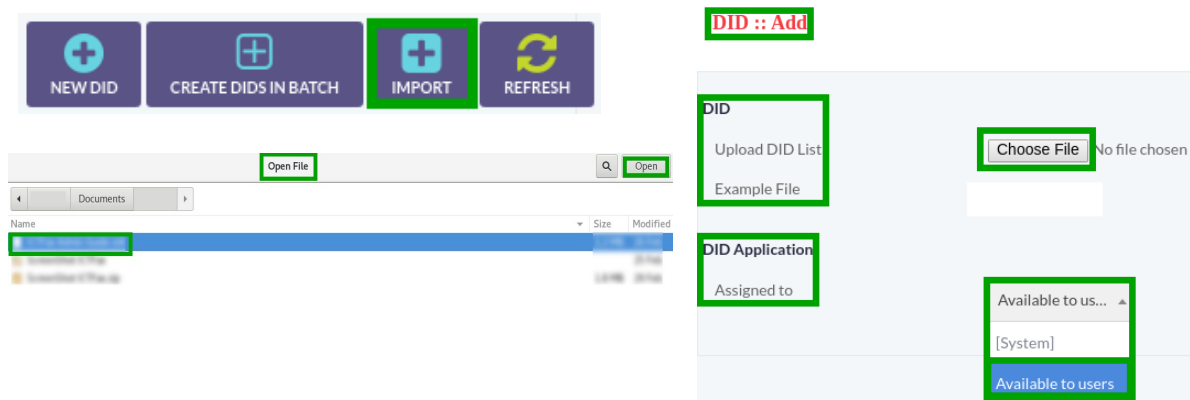 NEW DID
CREATE DIDS IN BATCH
IMPORT
REFRESH
Open File
Open
Documents
Name
Size
Modified
DID :: Add
DID
Upload DID List
Choose File No file chosen
Example File
DID Application
Assigned to
Available to us...
[System]
Available to users